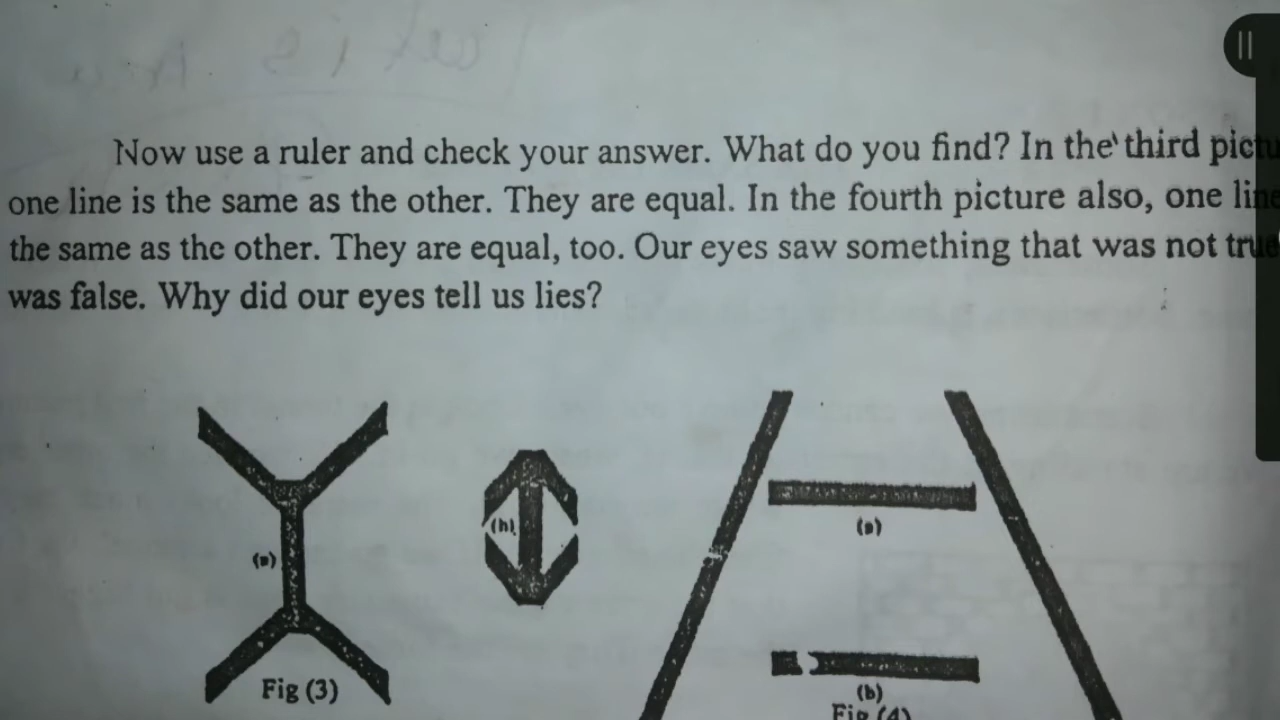 Now use a ruler and check your answer. What do you find? In the third
one line is the same as the other. They are equal. In the fourth picture also, one
the same as the other. They are equal, too. Our eyes saw something that was not
was false. Why did our eyes tell us lies?
(a)
(b)
(a)
Fig (3)
(b)
Fig (4)